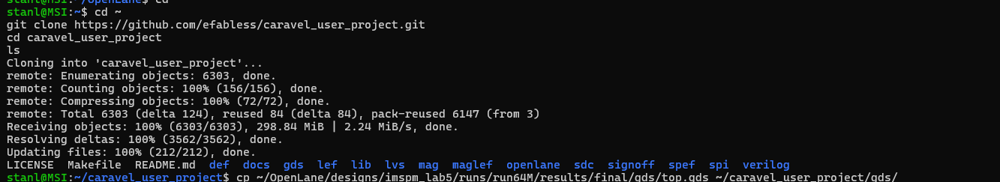 stanl@MSI:~/OpenLane$ cd
stanl@MSI:~$ cd ~
git clone https://github.com/efabless/caravel_user_project.git
cd caravel_user_project
ls
Cloning into 'caravel_user_project'...
remote: Enumerating objects: 6303, done.
remote: Counting objects: 100% (156/156), done.
remote: Compressing objects: 100% (72/72), done.
remote: Total 6303 (delta 124), reused 84 (delta 84), pack-reused 6147 (from 3)
Receiving objects: 100% (6303/6303), 298.84 MiB | 2.24 MiB/s, done.
Resolving deltas: 100% (3562/3562), done.
Updating files: 100% (212/212), done.
LICENSE  Makefile  README.md  def  docs  gds  lef  lib  lvs  mag  maglef  openlane  sdc  signoff  spef  spi  verilog
stanl@MSI:~/caravel_user_project$ cp ~/OpenLane/designs/imspm_lab5/runs/run64M/results/final/gds/top.gds ~/caravel_user_project/gds/